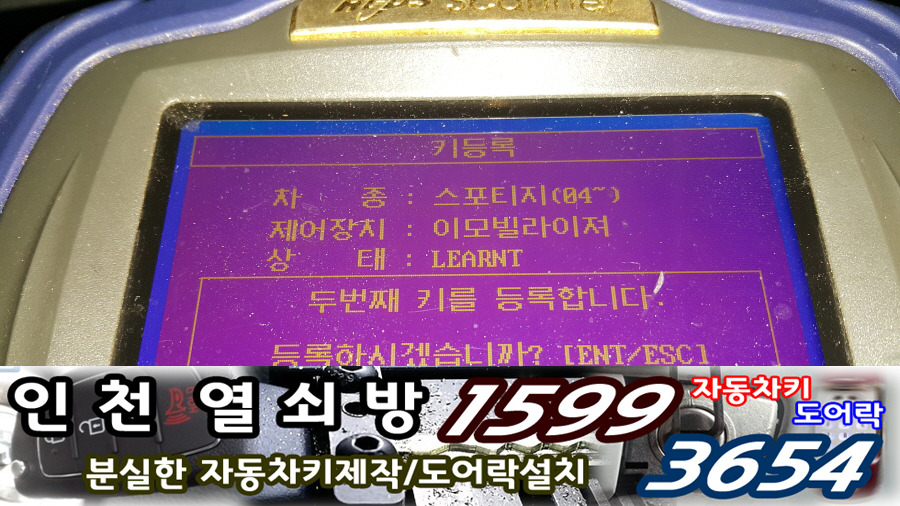 Hi-DS Scanner
키등록
차 종 : 스포티지(04~)
제어장치 : 이모빌라이저
상 태 : LEARNT
두번째 키를 등록합니다.
등록하시겠습니까? [ENT/ESC]
인천 열쇠방 1599 자동차키
도어락
분실한 자동차키제작/도어락설치 3654